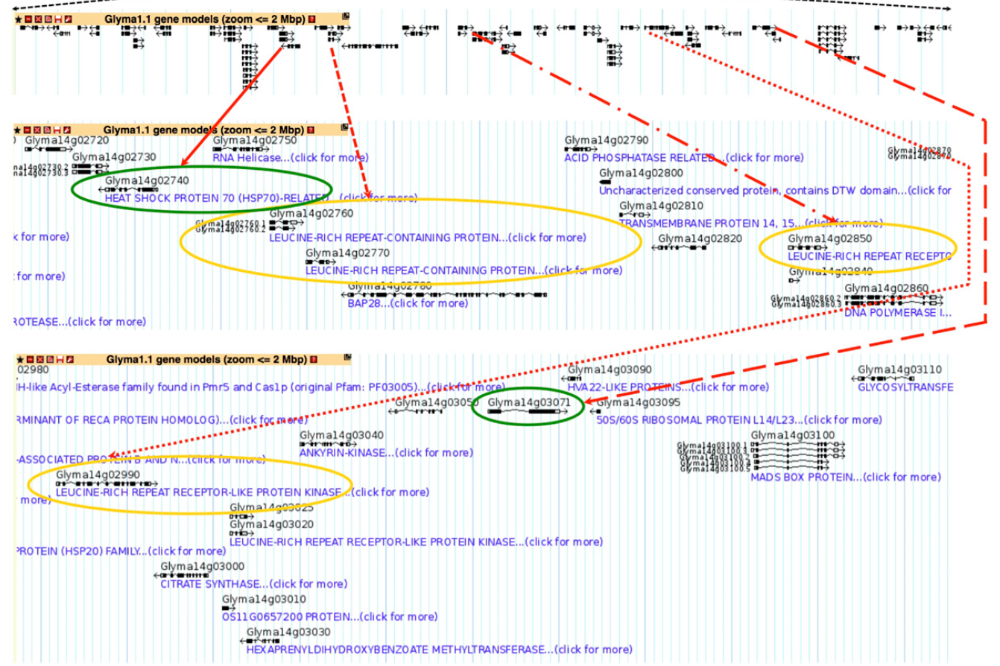 Glyma1.1 gene models (zoom <= 2 Mbp)
Glyma1.1 gene models (zoom <= 2 Mbp)
Glyma14g02720
Glyma14g02750
RNA Helicase...(click for more)
Glyma14g02730
Glyma14g02740
HEAT SHOCK PROTEIN 70 (HSP70)-RELATED...(click for more)
Glyma14g02760
Glyma14g02760.1
Glyma14g02760.2
LEUCINE-RICH REPEAT-CONTAINING PROTEIN...(click for more)
Glyma14g02770
LEUCINE-RICH REPEAT-CONTAINING PROTEIN...(click for more)
Glyma14g02780
BAP28...(click for more)
Glyma14g02790
ACID PHOSPHATASE RELATED...(click for more)
Glyma14g02800
Uncharacterized conserved protein, contains DTW domain...(click for
Glyma14g02810
TRANSMEMBRANE PROTEIN 14, 15...(click for more)
Glyma14g02820
Glyma14g02850
LEUCINE-RICH REPEAT RECEPTO
Glyma14g02840
Glyma14g02860
Glyma14g02860.2
Glyma14g02860.3
DNA POLYMERASE I...
k for more)
for more)
ROTEASE...(click for more)
Glyma1.1 gene models (zoom <= 2 Mbp)
02980
IH-like Acyl-Esterase family found in Pmr5 and Cas1p (original Pfam: PF03005)...(click for more)
RMINANT OF RECA PROTEIN HOMOLOG)...(click for more)
-ASSOCIATED PROTEIN B AND N...(click for more)
Glyma14g02990
LEUCINE-RICH REPEAT RECEPTOR-LIKE PROTEIN KINASE...(click for more)
more)
Glyma14g03025
Glyma14g03020
LEUCINE-RICH REPEAT RECEPTOR-LIKE PROTEIN KINASE...(click for more)
PROTEIN (HSP20) FAMILY...(click for more)
Glyma14g03000
CITRATE SYNTHASE...(click for more)
Glyma14g03010
OS11G0657200 PROTEIN...(click for more)
Glyma14g03030
HEXAPRENYLDIHYDROXYBENZOATE METHYLTRANSFERASE...(click for more)
Glyma14g03040
ANKYRIN-KINASE...(click for more)
Glyma14g03050
Glyma14g03071
Glyma14g03090
HVA22-LIKE PROTEINS...(click for more)
Glyma14g03095
50S/60S RIBOSOMAL PROTEIN L14/L23...(click for more)
Glyma14g03100
Glyma14g03100.1
Glyma14g03100.3
Glyma14g03100.2
Glyma14g03100.4
Glyma14g03100.5
MADS BOX PROTEIN...(click for more)
Glyma14g03110
GLYCOSYLTRANSFE